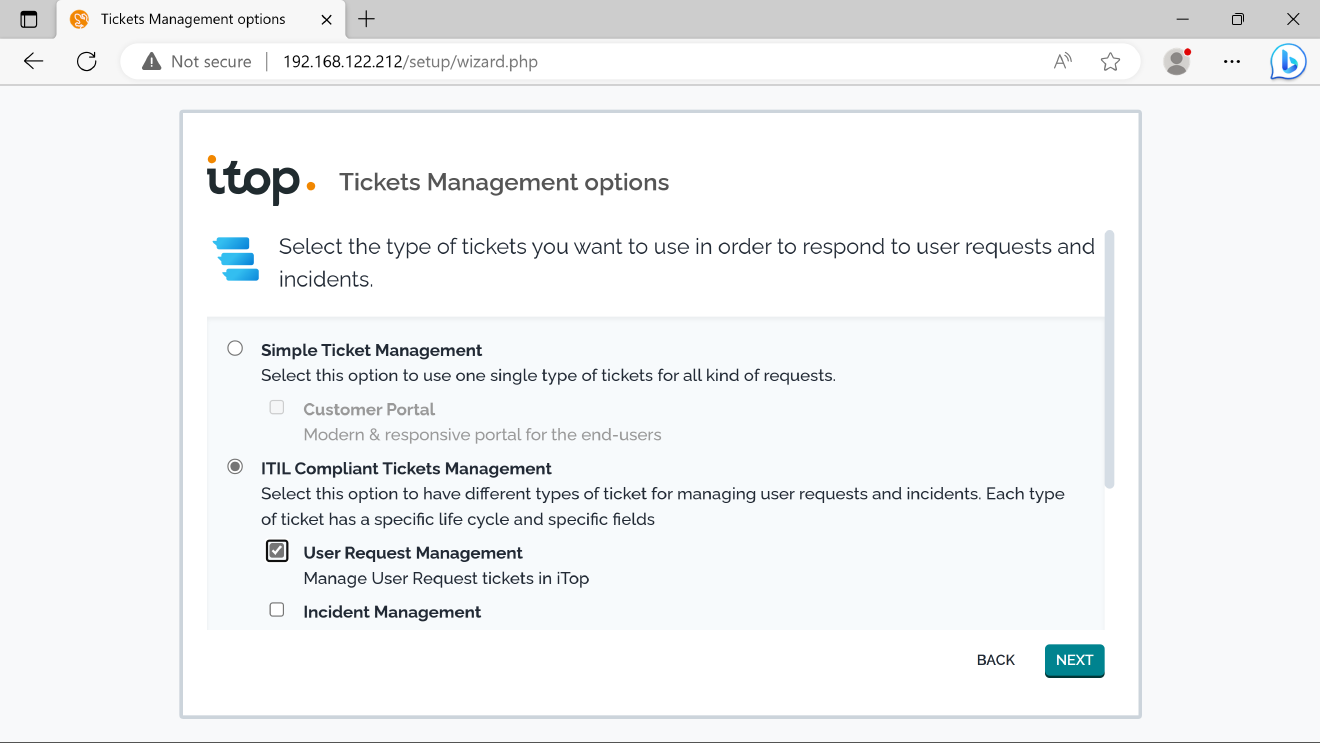 Tickets Management options
Not secure
192.168.122.212/setup/wizard.php
itop
Tickets Management options
Select the type of tickets you want to use in order to respond to user requests and
incidents.
Simple Ticket Management
Select this option to use one single type of tickets for all kind of requests.
Customer Portal
Modern & responsive portal for the end-users
ITIL Compliant Tickets Management
Select this option to have different types of ticket for managing user requests and incidents. Each type
of ticket has a specific life cycle and specific fields
User Request Management
Manage User Request tickets in iTop
Incident Management
BACK
NEXT